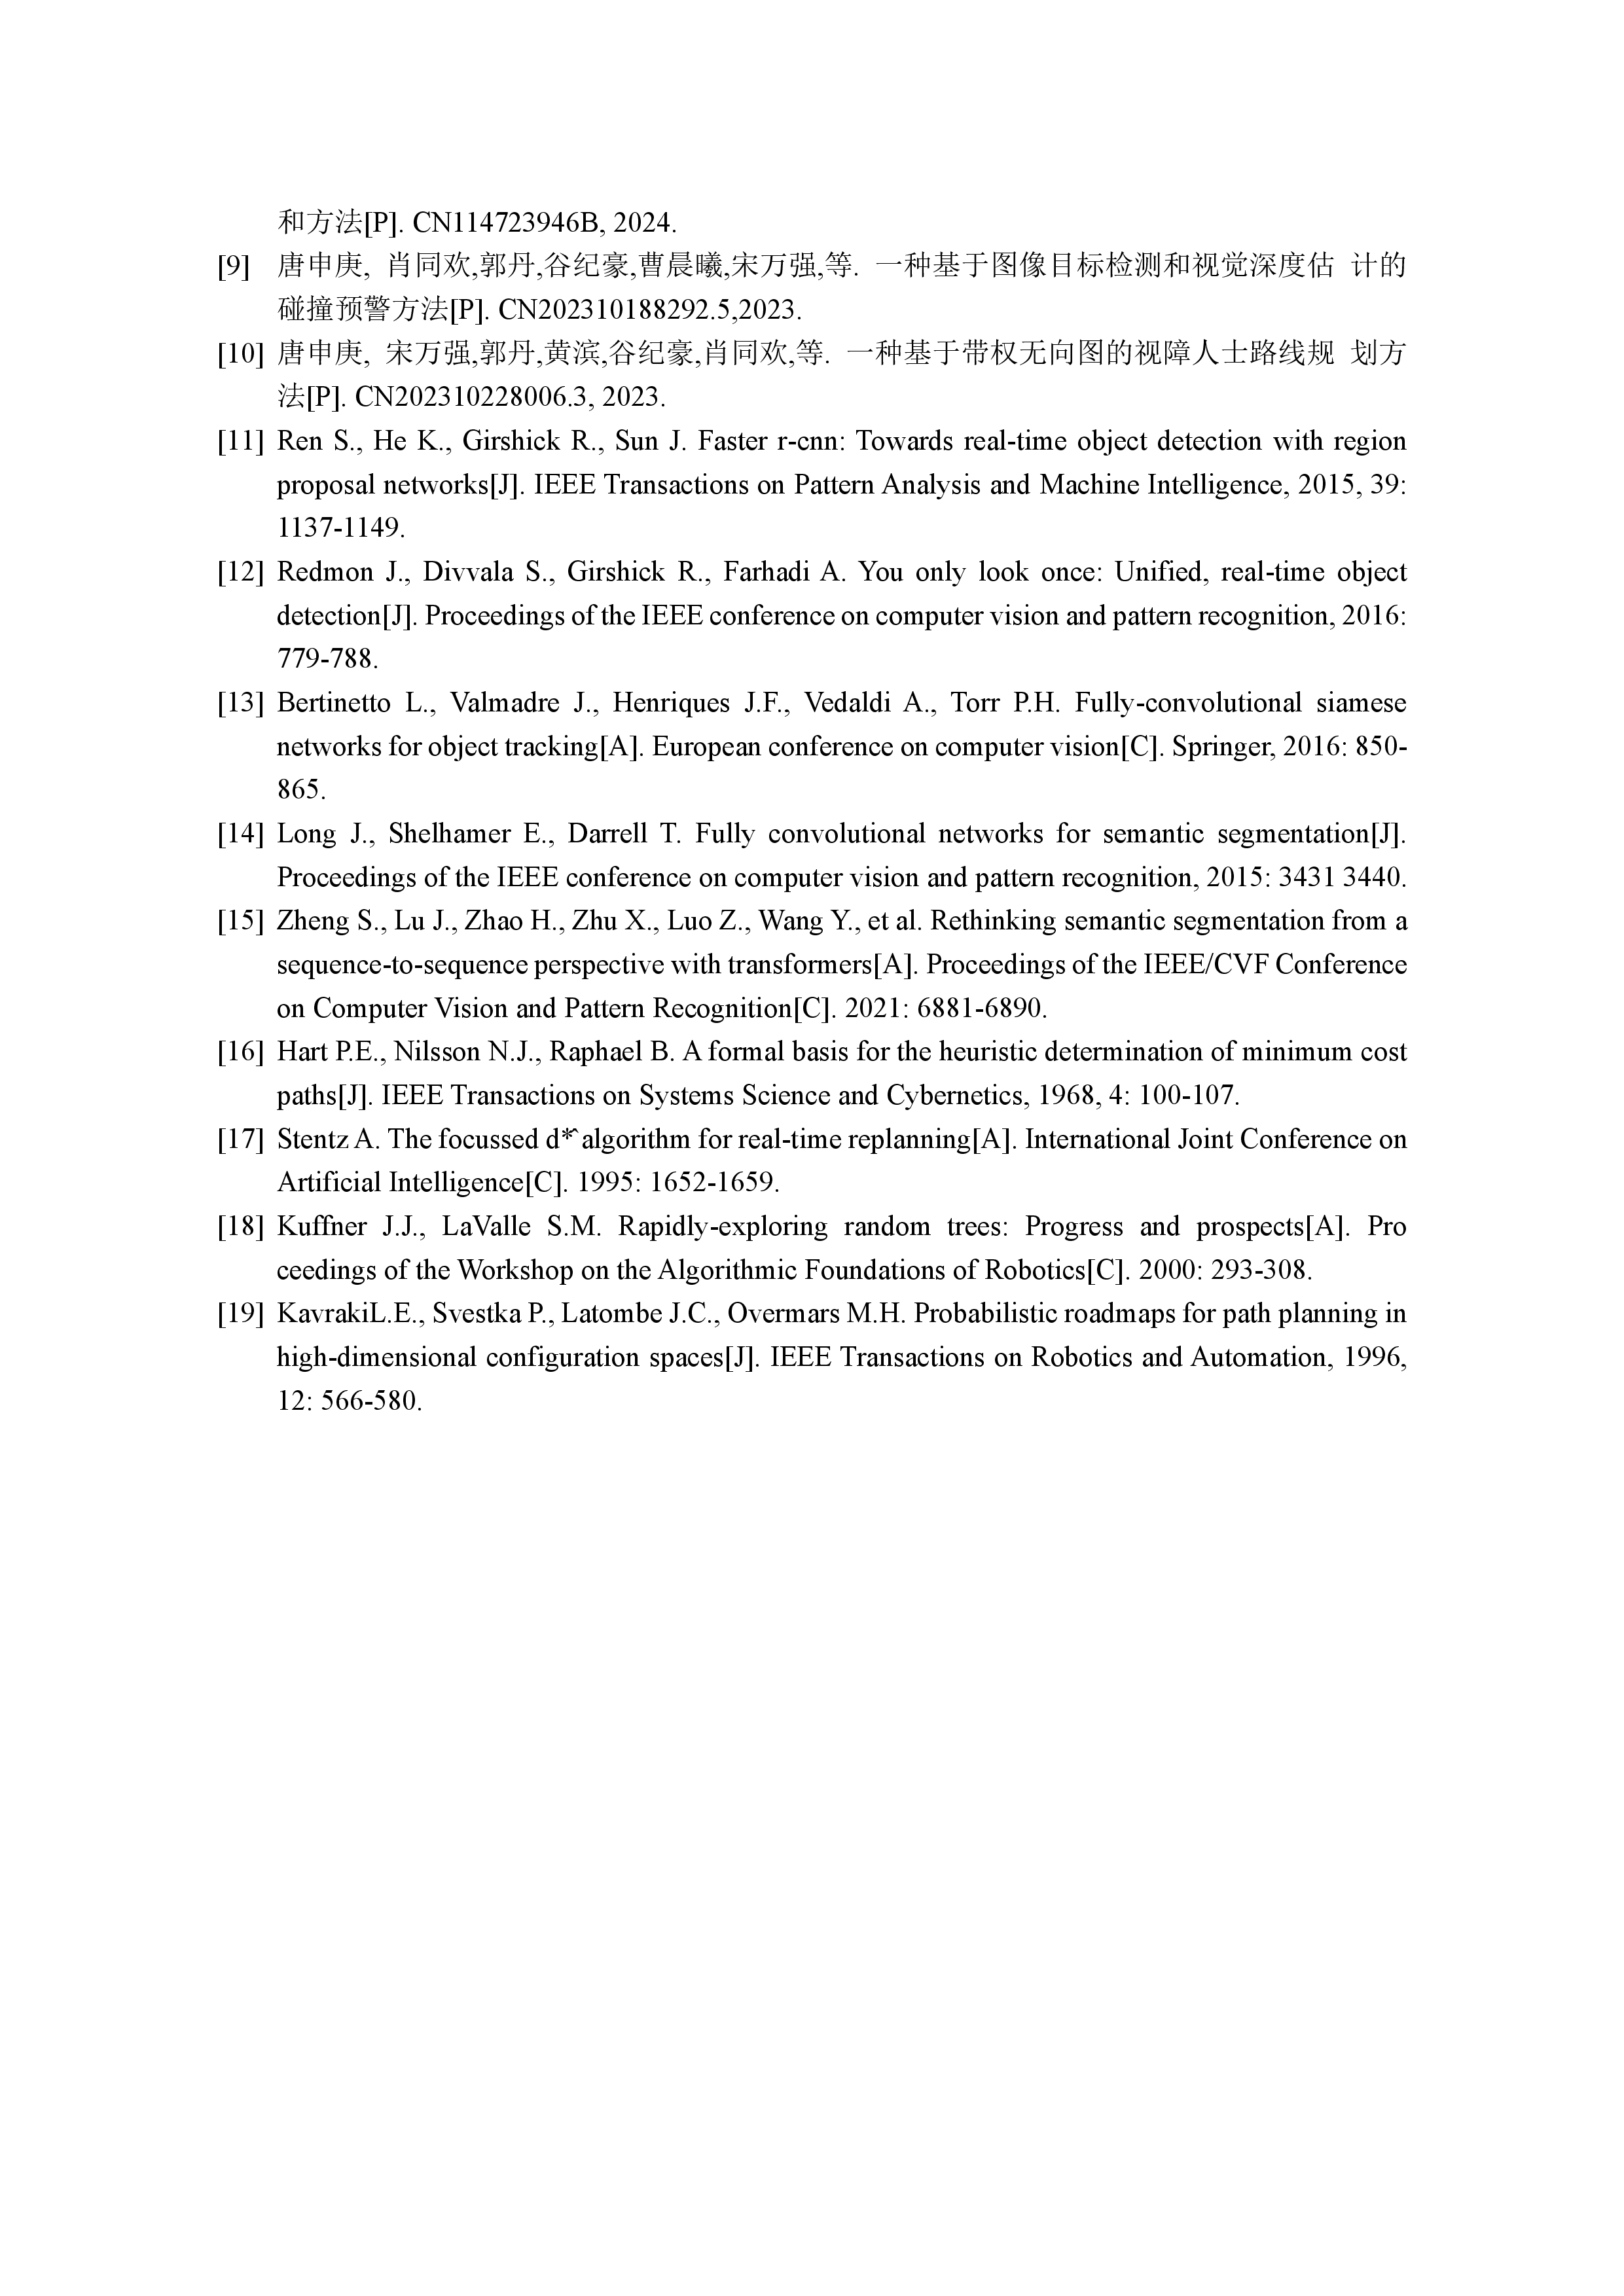 和方法[P]. CN114723946B, 2024.
[9] 唐申庚, 肖同欢,郭丹,谷纪豪,曹晨曦,宋万强,等. 一种基于图像目标检测和视觉深度估 计的
碰撞预警方法[P]. CN202310188292.5,2023.
[10] 唐申庚, 宋万强,郭丹,黄滨,谷纪豪,肖同欢,等. 一种基于带权无向图的视障人士路线规 划方
法[P]. CN202310228006.3, 2023.
[11] Ren S., He K., Girshick R., Sun J. Faster r-cnn: Towards real-time object detection with region
proposal networks[J]. IEEE Transactions on Pattern Analysis and Machine Intelligence, 2015, 39:
1137-1149.
[12] Redmon J., Divvala S., Girshick R., Farhadi A. You only look once: Unified, real-time object
detection[J]. Proceedings of the IEEE conference on computer vision and pattern recognition, 2016:
779-788.
[13] Bertinetto L., Valmadre J., Henriques J.F., Vedaldi A., Torr P.H. Fully-convolutional siamese
networks for object tracking[A]. European conference on computer vision[C]. Springer, 2016: 850-
865.
[14] Long J., Shelhamer E., Darrell T. Fully convolutional networks for semantic segmentation[J].
Proceedings of the IEEE conference on computer vision and pattern recognition, 2015: 3431 3440.
[15] Zheng S., Lu J., Zhao H., Zhu X., Luo Z., Wang Y., et al. Rethinking semantic segmentation from a
sequence-to-sequence perspective with transformers[A]. Proceedings of the IEEE/CVF Conference
on Computer Vision and Pattern Recognition[C]. 2021: 6881-6890.
[16] Hart P.E., Nilsson N.J., Raphael B. A formal basis for the heuristic determination of minimum cost
paths[J]. IEEE Transactions on Systems Science and Cybernetics, 1968, 4: 100-107.
[17] Stentz A. The focussed d*ˆ algorithm for real-time replanning[A]. International Joint Conference on
Artificial Intelligence[C]. 1995: 1652-1659.
[18] Kuffner J.J., LaValle S.M. Rapidly-exploring random trees: Progress and prospects[A]. Pro
ceedings of the Workshop on the Algorithmic Foundations of Robotics[C]. 2000: 293-308.
[19] KavrakiL.E., Svestka P., Latombe J.C., Overmars M.H. Probabilistic roadmaps for path planning in
high-dimensional configuration spaces[J]. IEEE Transactions on Robotics and Automation, 1996,
12: 566-580.